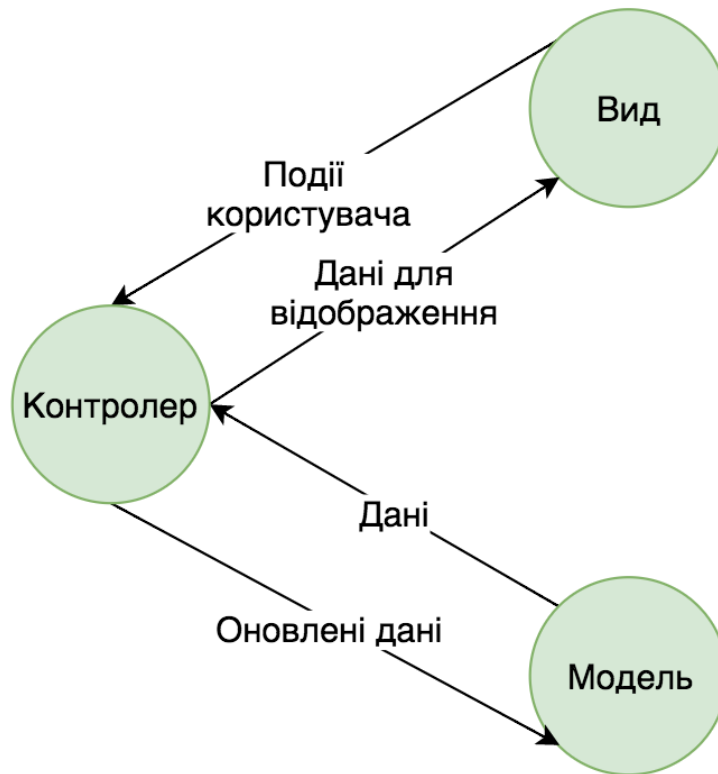 Вид
Події
користувача
Дані для
відображення
Контролер
Дані
Оновлені дані
Модель